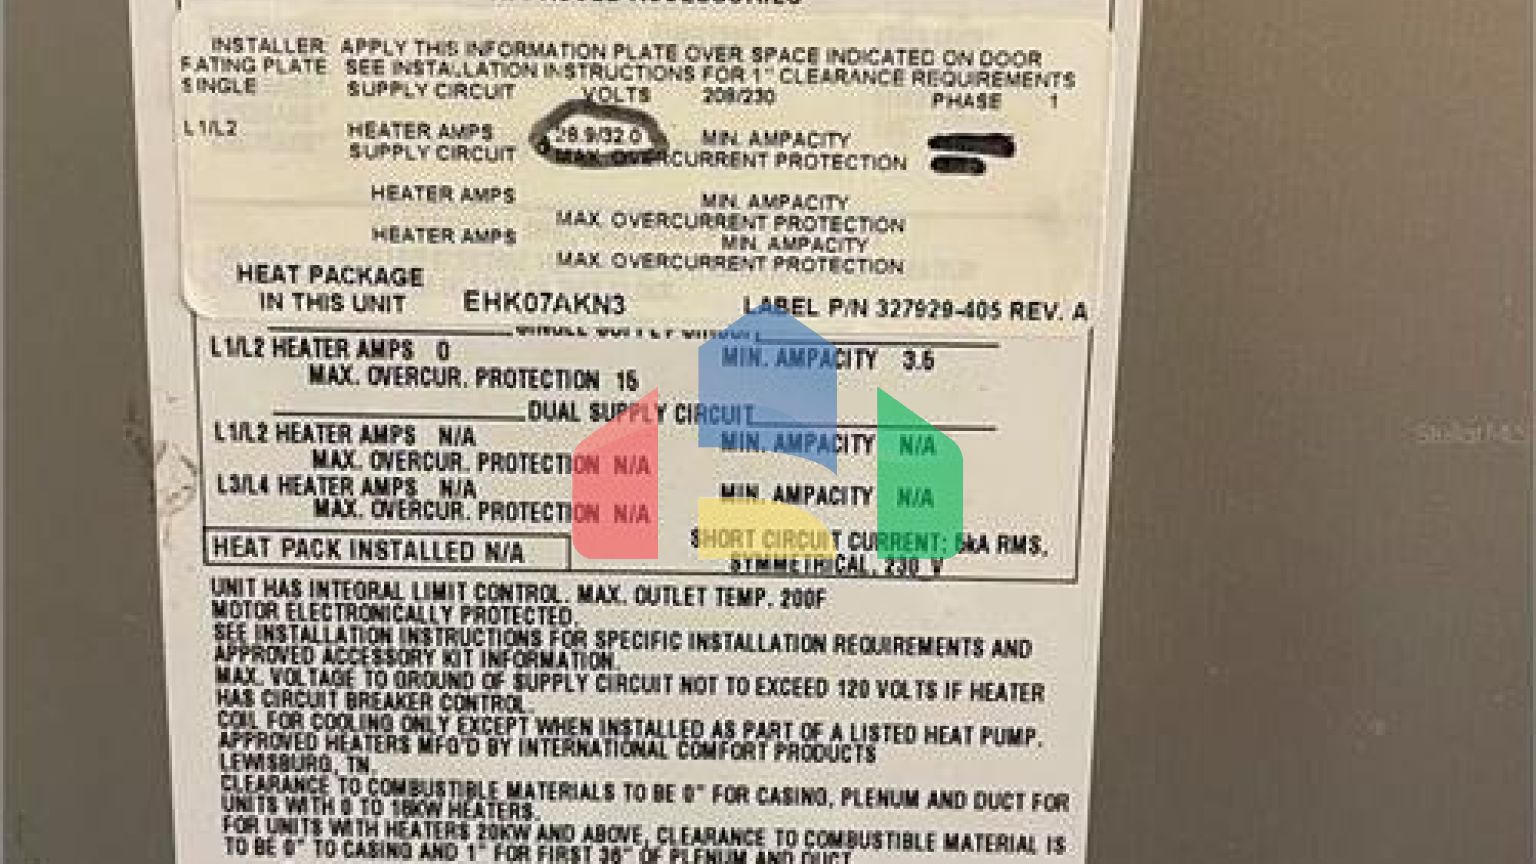 INSTALLER: APPLY THIS INFORMATION PLATE OVER SPACE INDICATED ON DOOR
RATING PLATE SEE INSTALLATION INSTRUCTIONS FOR 1" CLEARANCE REQUIREMENTS
SINGLE SUPPLY CIRCUIT VOLTS 208/230 PHASE 1
L1/L2 HEATER AMPS 28.9/32.0 MIN. AMPACITY
SUPPLY CIRCUIT MAX. OVERCURRENT PROTECTION
HEATER AMPS MIN. AMPACITY
MAX. OVERCURRENT PROTECTION
HEATER AMPS MIN. AMPACITY
MAX. OVERCURRENT PROTECTION
HEAT PACKAGE
IN THIS UNIT EHK07AKN3 LABEL P/N 327929-405 REV. A
SINGLE SUPPLY CIRCUIT
L1/L2 HEATER AMPS 0 MIN. AMPACITY 3.5
MAX. OVERCUR. PROTECTION 15
DUAL SUPPLY CIRCUIT
L1/L2 HEATER AMPS N/A MIN. AMPACITY N/A
MAX. OVERCUR. PROTECTION N/A
L3/L4 HEATER AMPS N/A MIN. AMPACITY N/A
MAX. OVERCUR. PROTECTION N/A
SHORT CIRCUIT CURRENT: 5kA RMS,
HEAT PACK INSTALLED N/A
SYMMETRICAL, 230 V
UNIT HAS INTEGRAL LIMIT CONTROL. MAX. OUTLET TEMP. 200F
MOTOR ELECTRONICALLY PROTECTED.
SEE INSTALLATION INSTRUCTIONS FOR SPECIFIC INSTALLATION REQUIREMENTS AND
APPROVED ACCESSORY KIT INFORMATION.
MAX. VOLTAGE TO GROUND OF SUPPLY CIRCUIT NOT TO EXCEED 120 VOLTS IF HEATER
HAS CIRCUIT BREAKER CONTROL.
COIL FOR COOLING ONLY EXCEPT WHEN INSTALLED AS PART OF A LISTED HEAT PUMP.
APPROVED HEATERS MFG'D BY INTERNATIONAL COMFORT PRODUCTS
LEWISBURG, TN.
CLEARANCE TO COMBUSTIBLE MATERIALS TO BE 0" FOR CASING, PLENUM AND DUCT FOR
UNITS WITH 0 TO 18KW HEATERS.
FOR UNITS WITH HEATERS 20KW AND ABOVE, CLEARANCE TO COMBUSTIBLE MATERIAL IS
TO BE 0" TO CASING AND 1" FOR FIRST 36" OF PLENUM AND DUCT